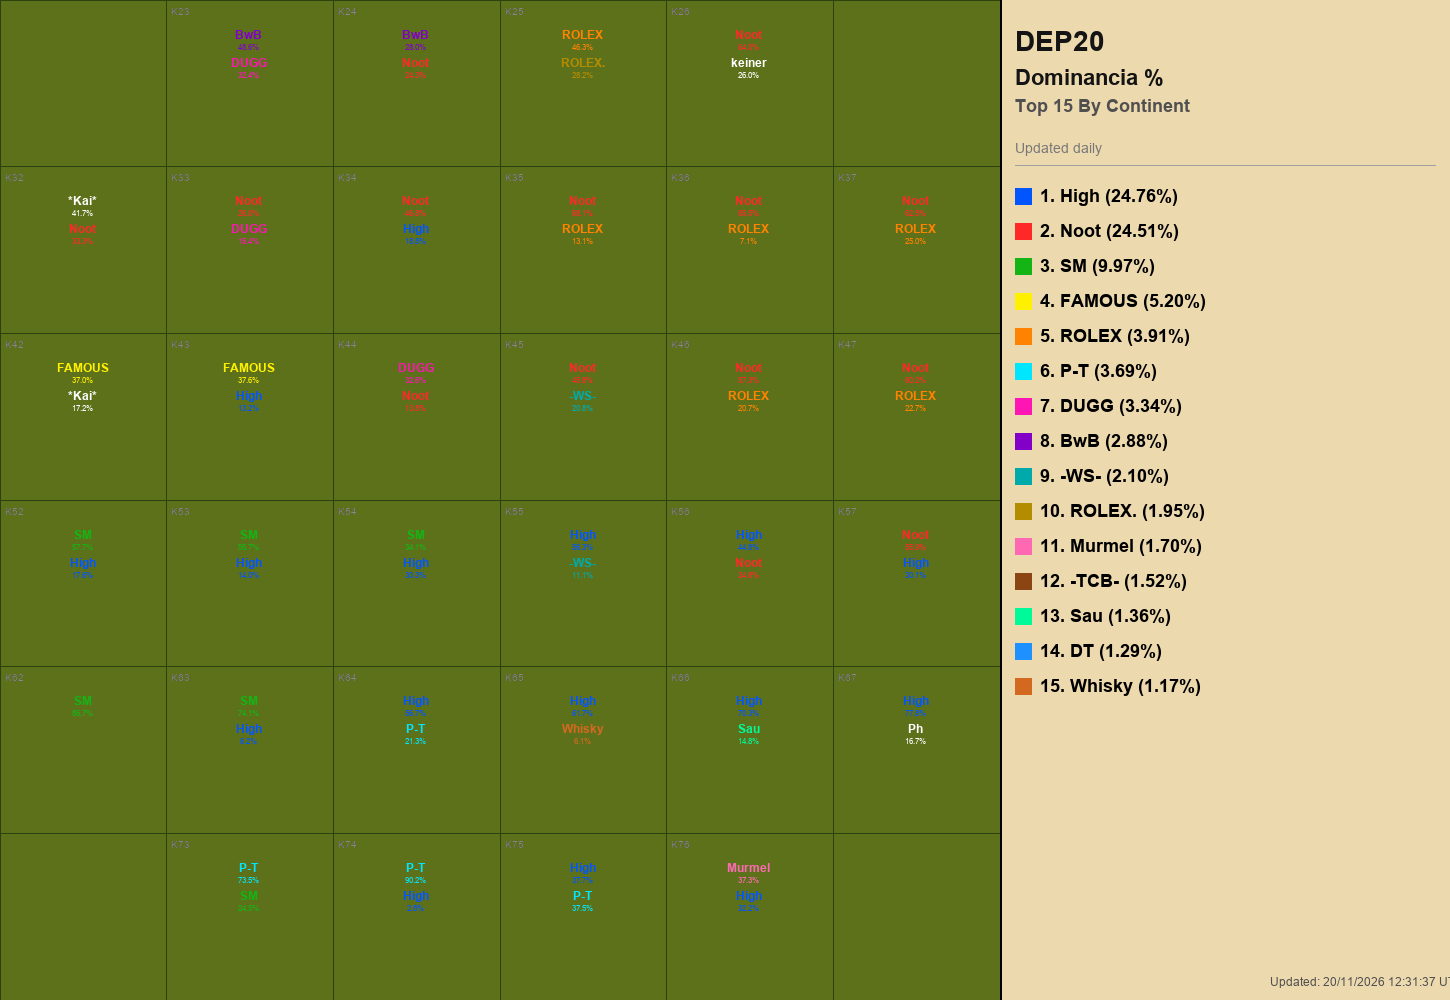 K23
BwB
DUGG
K24
BwB
Noot
K25
ROLEX
46.3%
ROLEX.
28.2%
K26
Noot
keiner
26.0%
K32
*Kai*
41.7%
Noot
K33
Noot
DUGG
K34
Noot
High
K35
Noot
ROLEX
13.1%
K36
Noot
ROLEX
7.1%
K37
Noot
ROLEX
25.0%
K42
FAMOUS
37.0%
*Kai*
17.2%
K43
FAMOUS
37.6%
High
K44
DUGG
Noot
K45
Noot
-WS-
K46
Noot
ROLEX
20.7%
K47
Noot
ROLEX
22.7%
K52
SM
High
K53
SM
High
K54
SM
High
K55
High
-WS-
K56
High
Noot
K57
Noot
High
K62
SM
K63
SM
High
K64
High
P-T
21.3%
K65
High
Whisky
K66
High
Sau
14.8%
K67
High
Ph
16.7%
K73
P-T
73.5%
SM
K74
P-T
90.2%
High
K75
High
P-T
37.5%
K76
Murmel
37.3%
High
DEP20
Dominancia %
Top 15 By Continent
Updated daily
1. High (24.76%)
2. Noot (24.51%)
3. SM (9.97%)
4. FAMOUS (5.20%)
5. ROLEX (3.91%)
6. P-T (3.69%)
7. DUGG (3.34%)
8. BwB (2.88%)
9. -WS- (2.10%)
10. ROLEX. (1.95%)
11. Murmel (1.70%)
12. -TCB- (1.52%)
13. Sau (1.36%)
14. DT (1.29%)
15. Whisky (1.17%)
Updated: 20/11/2026 12:31:37